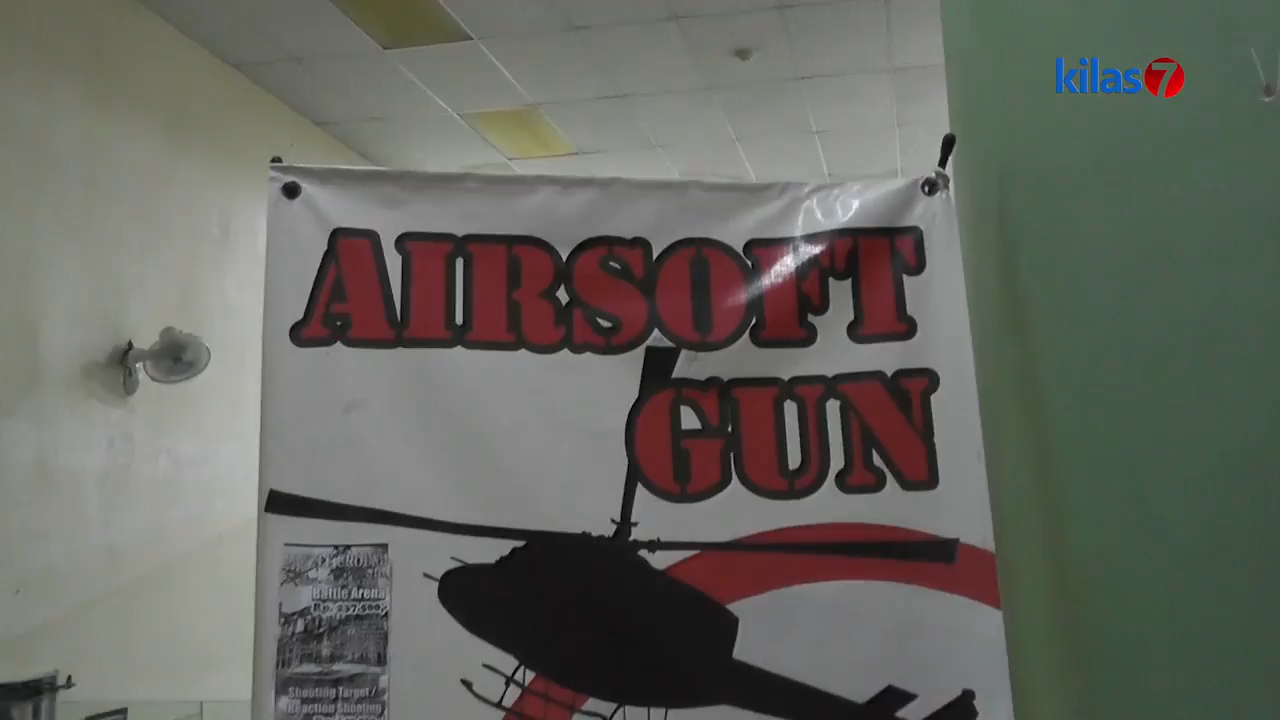 kilas7
AIRSOFT
GUN
Battle Arena
Shooting Target /
Reaction Shooting